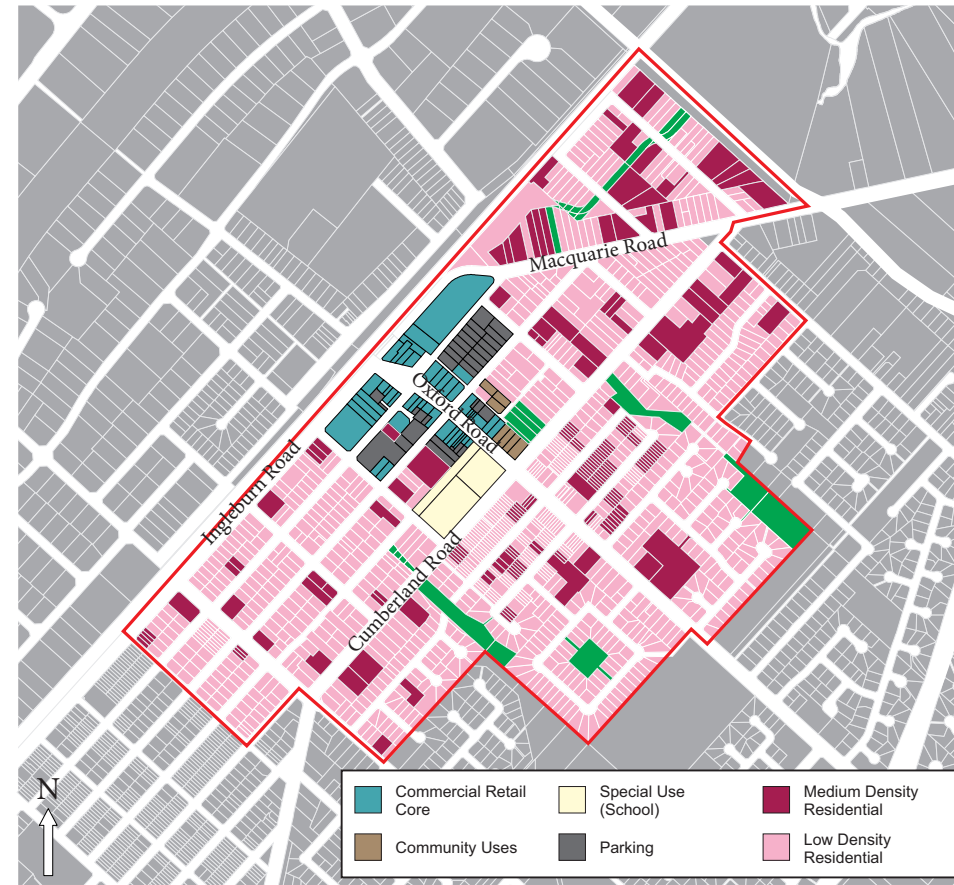 Macquarie Road
Oxford Road
Ingleburn Road
Cumberland Road
N
Commercial Retail
Core
Special Use
(School)
Medium Density
Residential
Community Uses
Parking
Low Density
Residential